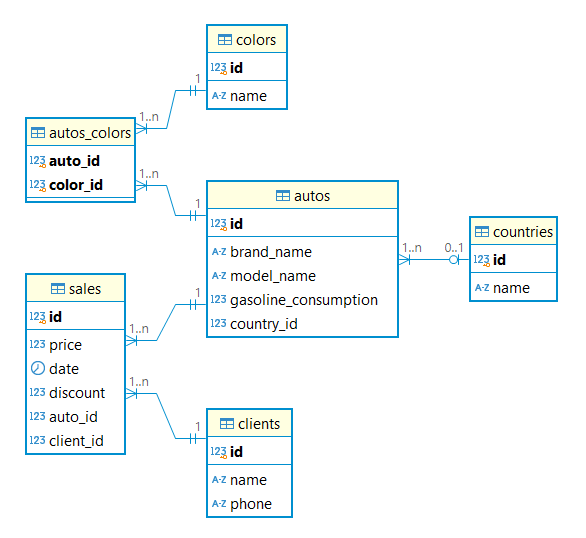 colors
123 id
A-Z name
1
1..n
autos_colors
123 auto_id
123 color_id
1..n
1
autos
123 id
A-Z brand_name
A-Z model_name
123 gasoline_consumption
123 country_id
1..n
0..1
countries
123 id
A-Z name
sales
123 id
123 price
date
123 discount
123 auto_id
123 client_id
1
1..n
1..n
1
clients
123 id
A-Z name
A-Z phone